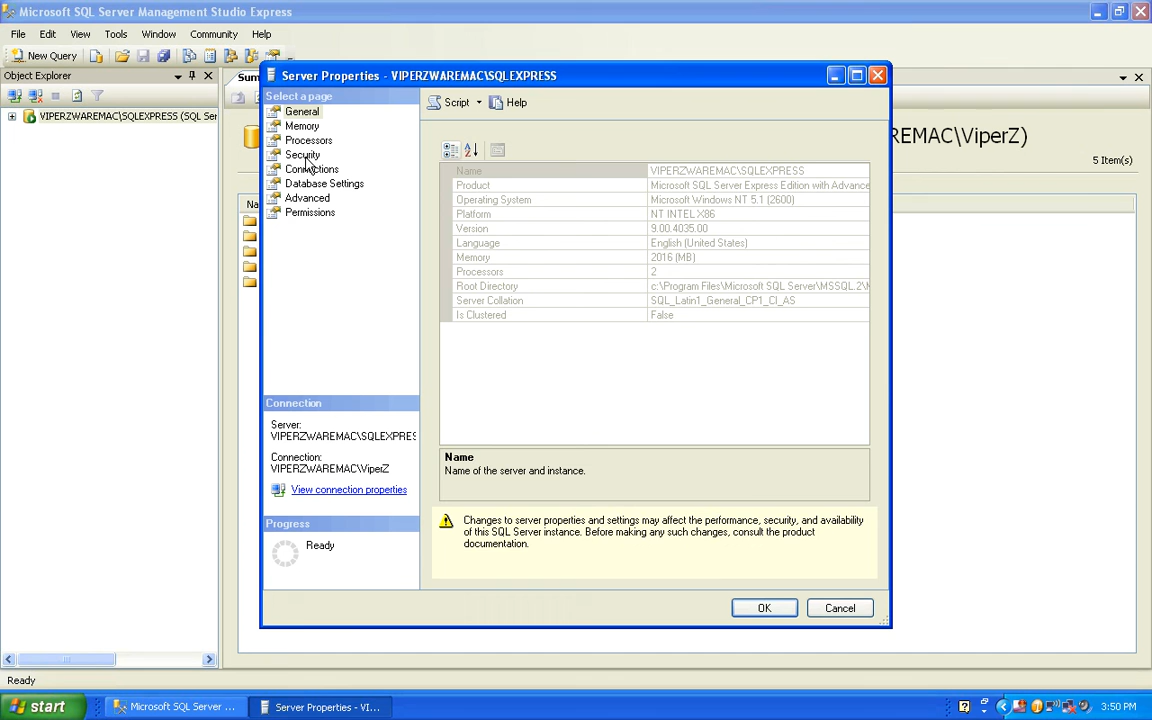 Microsoft SQL Server Management Studio Express
File Edit View Tools Window Community Help
New Query
Object Explorer
VIPERZWAREMAC\SQLEXPRESS (SQL Ser
Server Properties - VIPERZWAREMAC\SQLEXPRESS
Select a page
General
Memory
Processors
Security
Connections
Database Settings
Advanced
Permissions
Script Help
Name VIPERZWAREMAC\SQLEXPRESS
Product Microsoft SQL Server Express Edition with Advance
Operating System Microsoft Windows NT 5.1 (2600)
Platform NT INTEL X86
Version 9.00.4035.00
Language English (United States)
Memory 2016 (MB)
Processors 2
Root Directory c:\Program Files\Microsoft SQL Server\MSSQL.2\
Server Collation SQL_Latin1_General_CP1_CI_AS
Is Clustered False
Name
Name of the server and instance.
Changes to server properties and settings may affect the performance, security, and availability
of this SQL Server instance. Before making any such changes, consult the product
documentation.
Connection
Server:
VIPERZWAREMAC\SQLEXPRES
Connection:
VIPERZWAREMAC\ViperZ
View connection properties
Progress
Ready
OK Cancel
Sum
REMAC\ViperZ)
5 Item(s)
Na
Ready
start
Microsoft SQL Server ...
Server Properties - VI...
3:50 PM